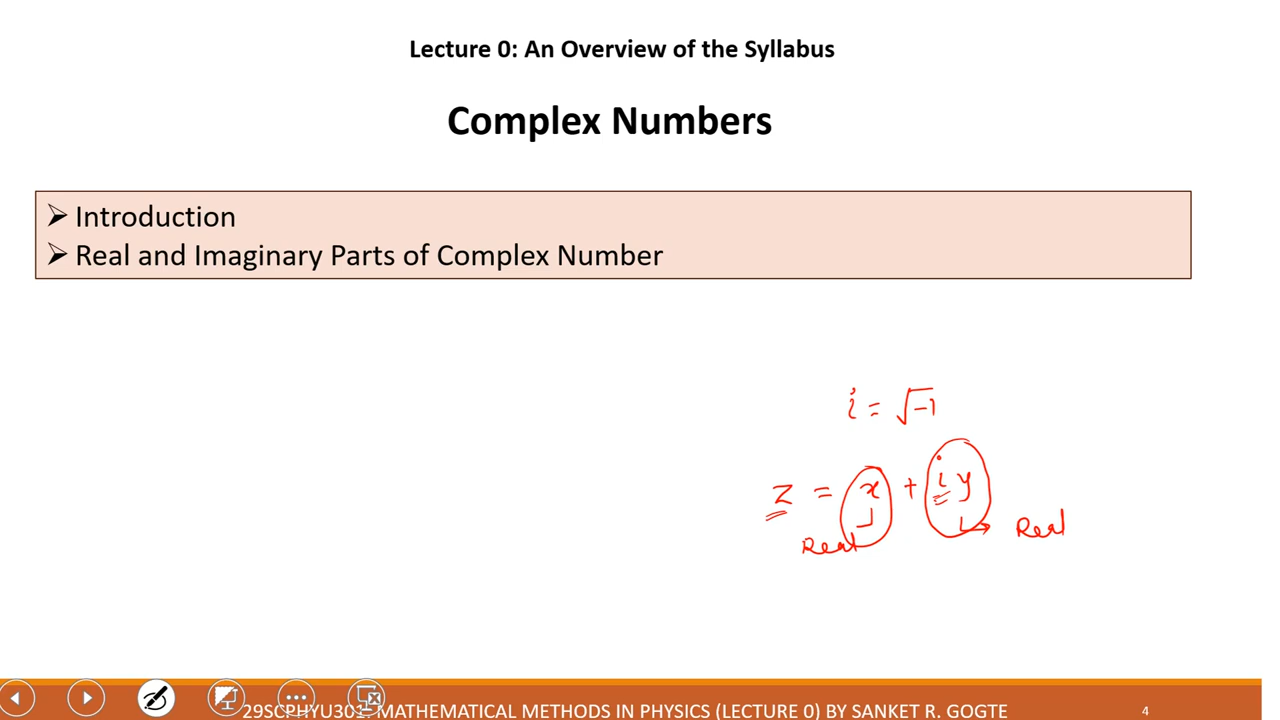 Lecture 0: An Overview of the Syllabus
Complex Numbers
➢ Introduction
➢ Real and Imaginary Parts of Complex Number
i = √-1
z = x + iy
Real
Real
29SCPHYU301: MATHEMATICAL METHODS IN PHYSICS (LECTURE 0) BY SANKET R. GOGTE
4